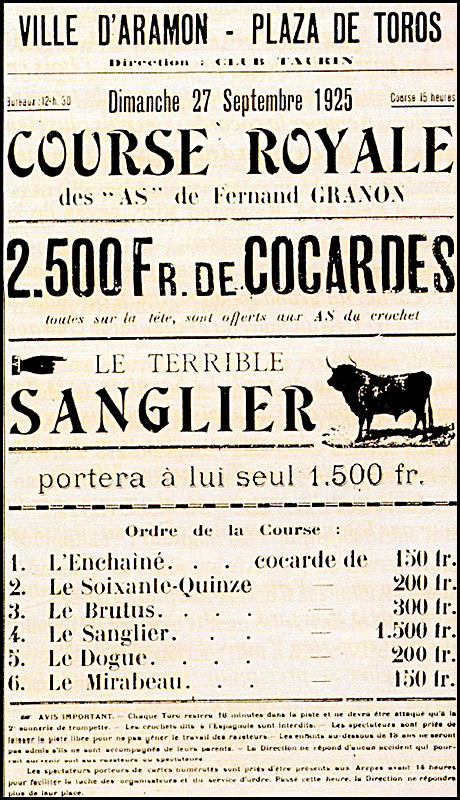 VILLE D'ARAMON - PLAZA DE TOROS
Direction : CLUB TAURIN
Bureaux : 12 h. 30
Dimanche 27 Septembre 1925
Course 15 heures
COURSE ROYALE
des "AS" de Fernand GRANON
2.500 Fr. DE COCARDES
toutes sur la tête, sont offerts aux AS du crochet
LE TERRIBLE
SANGLIER
portera à lui seul 1.500 fr.
Ordre de la Course :
1. L'Enchainé. . . cocarde de 150 fr.
2. Le Soixante-Quinze — 200 fr.
3. Le Brutus. . . . — 300 fr.
4. Le Sanglier. . . . — 1.500 fr.
5. Le Dogue. . . . — 200 fr.
6. Le Mirabeau. . . — 150 fr.
AVIS IMPORTANT. — Chaque Toro restera 10 minutes dans la piste et ne devra être attaqué qu'à la
2e sonnerie de trompette. — Les crochets dits à l'Espagnole sont interdits. — Les spectateurs sont priés de
laisser la piste libre pour ne pas gêner le travail des razeteurs. — Les enfants au-dessous de 15 ans ne seront
pas admis s'ils ne sont accompagnés de leurs parents. — La Direction ne répond d'aucun accident qui pour-
rait survenir soit aux razeteurs ou spectateurs.
Les spectateurs porteurs de cartes numérotés sont priés d'être présents aux Arènes avant 14 heures
pour faciliter la tâche des organisateurs et du service d'ordre. Passé cette heure, la Direction ne répondra
plus de leur place.